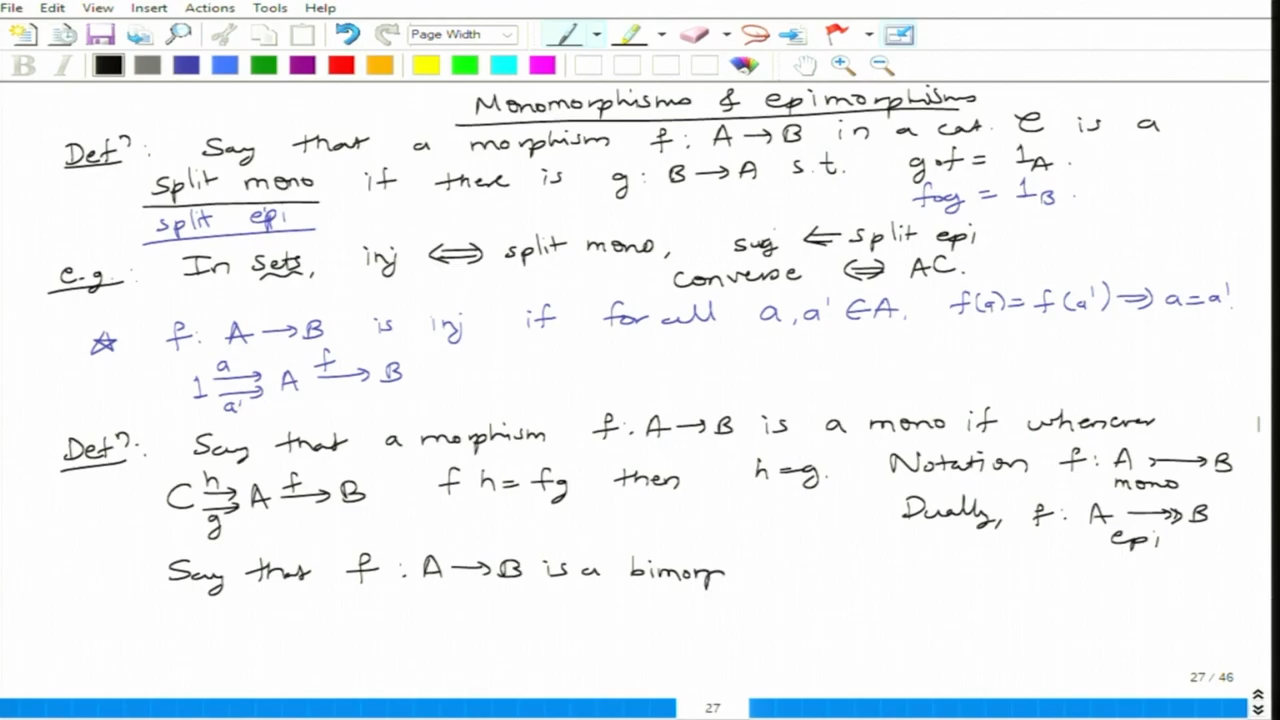 File Edit View Insert Actions Tools Help
Page Width
B I
Monomorphisms & epimorphisms
Defⁿ: Say that a morphism f: A → B in a cat. C is a
split mono if there is g: B → A s.t. g∘f = 1_A.
split epi f∘g = 1_B.
e.g.: In Sets, inj ⟺ split mono, surj ⟸ split epi
converse ⟺ AC.
☆ f: A → B is inj if for all a, a' ∈ A, f(a) = f(a') ⟹ a = a'.
1 ⇉ A → B a a' f
Defⁿ: Say that a morphism f: A → B is a mono if whenever
C ⇉ A → B h g f f h = f g then h = g. Notation f: A ↣ B mono
Dually, f: A ↠ B epi
Say that f: A → B is a bimorp
27 / 46
27